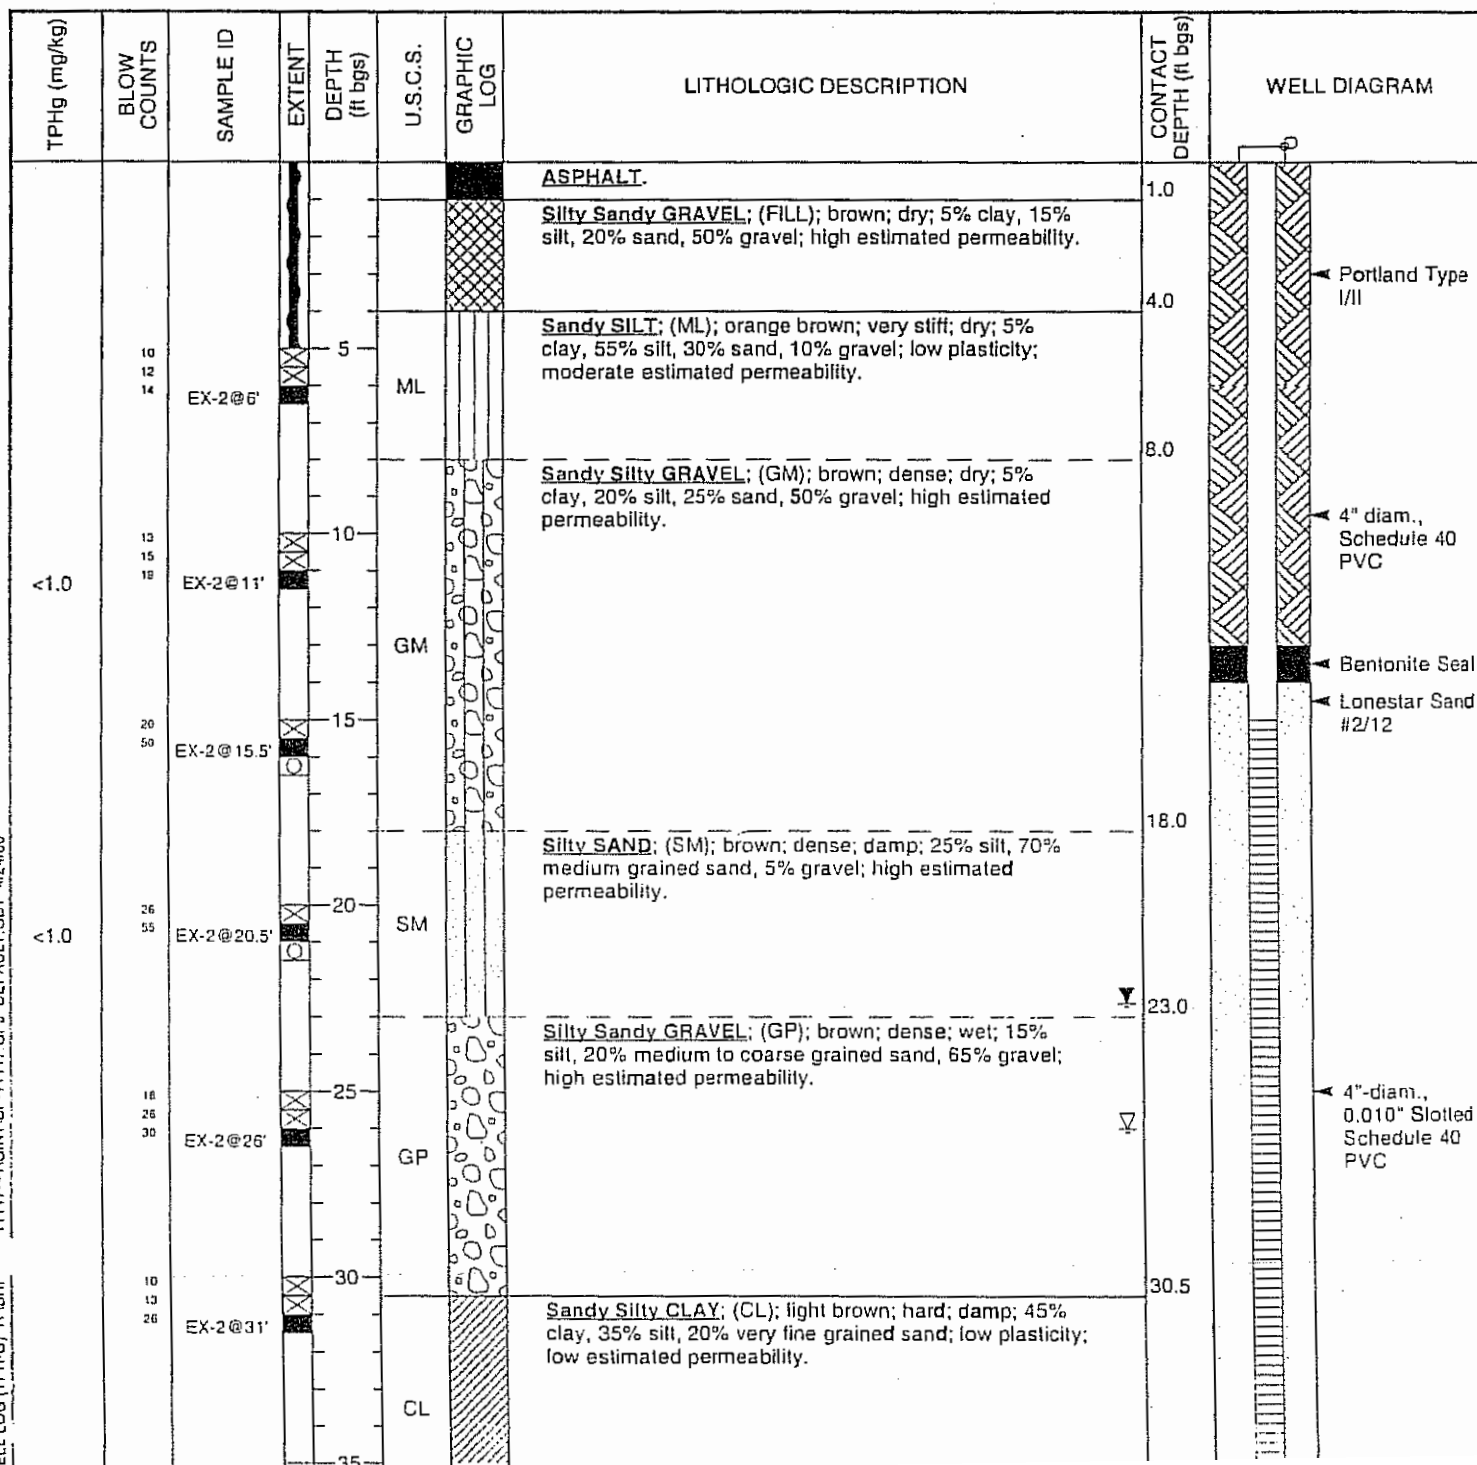 TPHg (mg/kg)
BLOW
COUNTS
SAMPLE ID
EXTENT
DEPTH
(ft bgs)
U.S.C.S.
GRAPHIC
LOG
LITHOLOGIC DESCRIPTION
CONTACT
DEPTH (ft bgs)
WELL DIAGRAM
ASPHALT.
1.0
Silty Sandy GRAVEL; (FILL); brown; dry; 5% clay, 15%
silt, 20% sand, 50% gravel; high estimated permeability.
Portland Type
I/II
4.0
Sandy SILT; (ML); orange brown; very stiff; dry; 5%
clay, 55% silt, 30% sand, 10% gravel; low plasticity;
moderate estimated permeability.
10
12
14
5
EX-2@6'
ML
8.0
Sandy Silty GRAVEL; (GM); brown; dense; dry; 5%
clay, 20% silt, 25% sand, 50% gravel; high estimated
permeability.
4" diam.,
Schedule 40
PVC
13
15
10
<1.0
EX-2@11'
GM
Bentonite Seal
Lonestar Sand
#2/12
20
50
15
EX-2@15.5'
18.0
Silty SAND; (SM); brown; dense; damp; 25% silt, 70%
medium grained sand, 5% gravel; high estimated
permeability.
26
55
20
<1.0
EX-2@20.5'
SM
23.0
Silty Sandy GRAVEL; (GP); brown; dense; wet; 15%
silt, 20% medium to coarse grained sand, 65% gravel;
high estimated permeability.
26
30
25
EX-2@26'
GP
4"-diam.,
0.010" Slotted
Schedule 40
PVC
10
13
26
30
30.5
EX-2@31'
Sandy Silty CLAY; (CL); light brown; hard; damp; 45%
clay, 35% silt, 20% very fine grained sand; low plasticity;
low estimated permeability.
CL
35